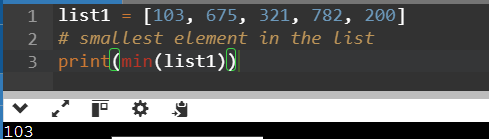 1 list1 = [103, 675, 321, 782, 200]
2 # smallest element in the list
3 print(min(list1))
103